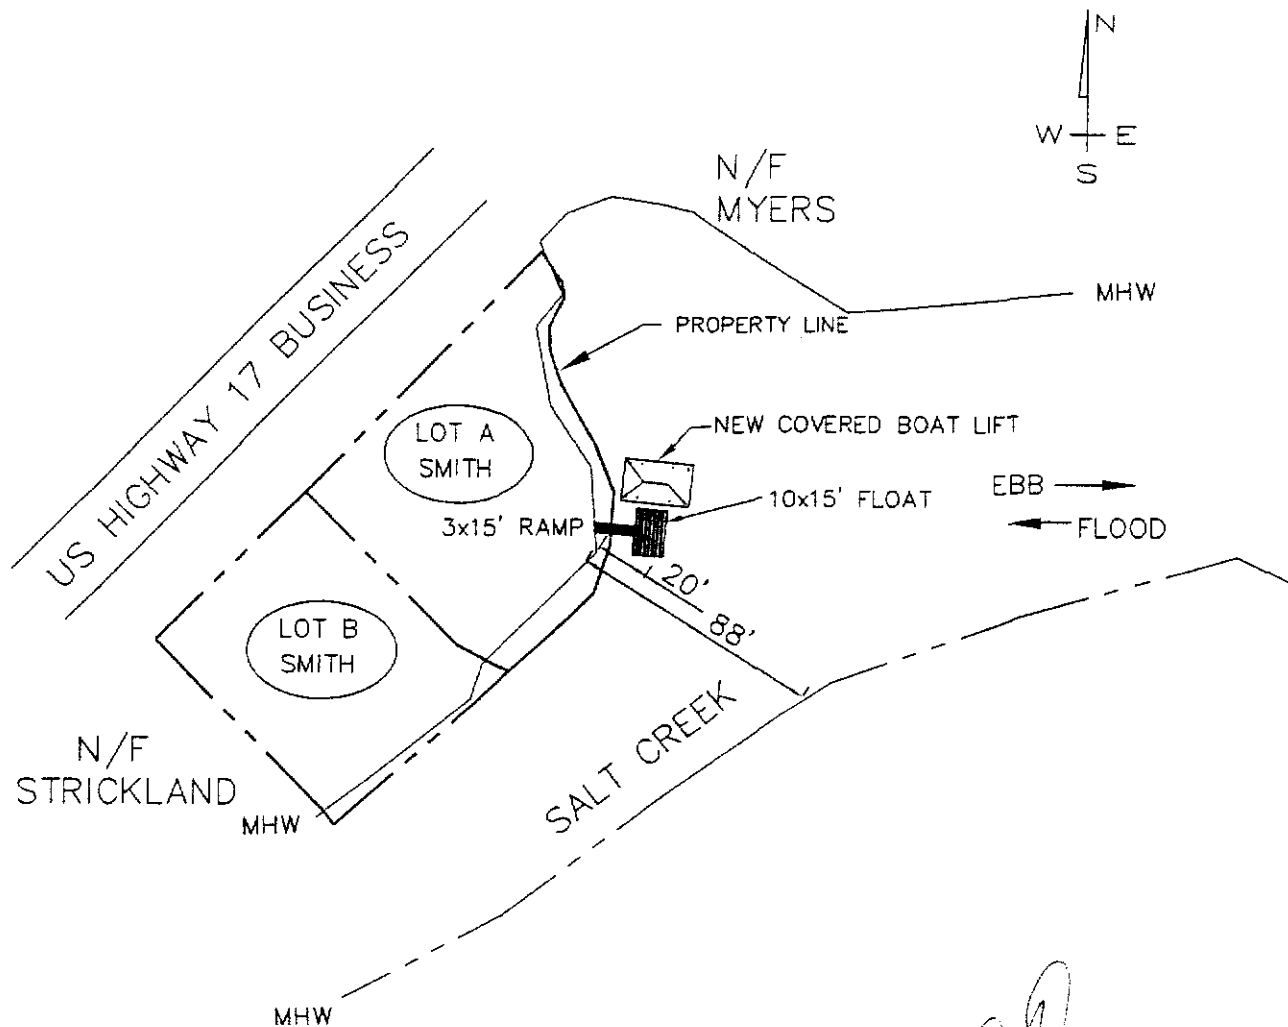 N
W E
S
N/F
MYERS
MHW
US HIGHWAY 17 BUSINESS
PROPERTY LINE
LOT A
SMITH
NEW COVERED BOAT LIFT
10x15' FLOAT
EBB
FLOOD
3x15' RAMP
20'
88'
LOT B
SMITH
SALT CREEK
N/F
STRICKLAND
MHW
MHW